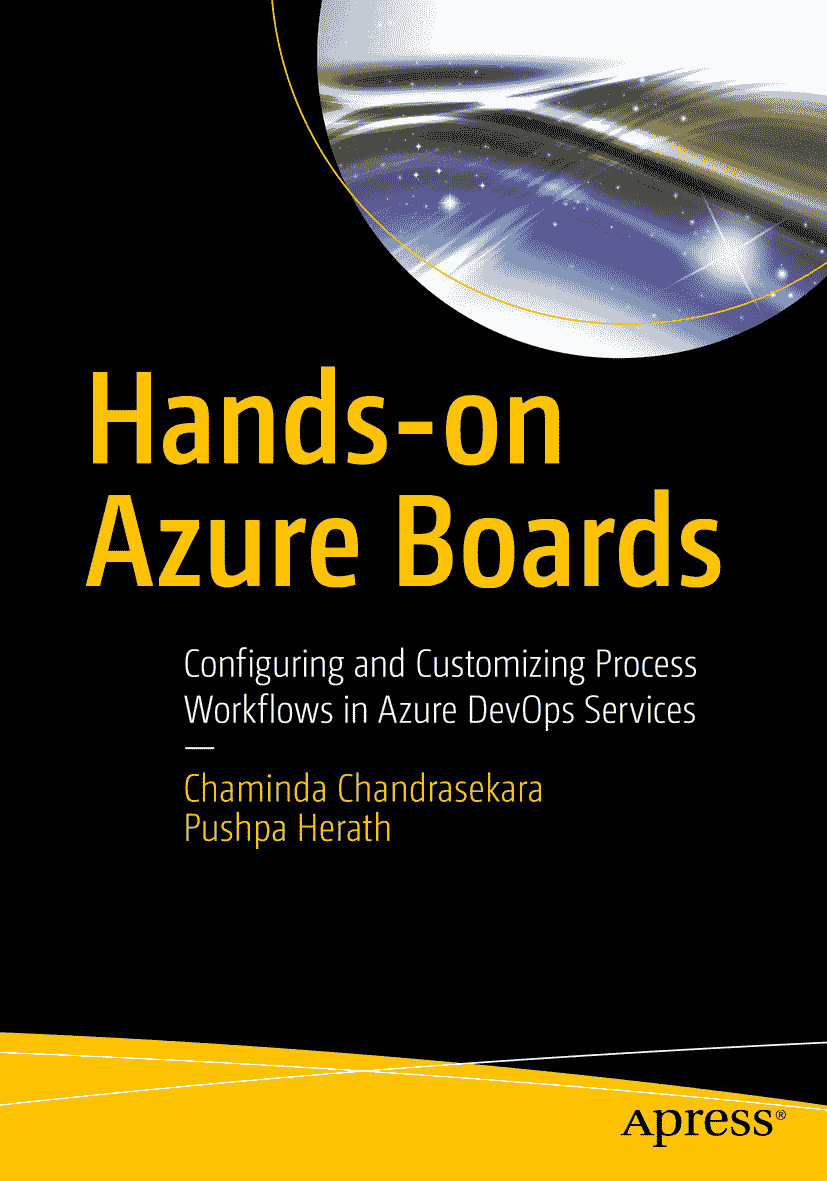 Hands-on
Azure Boards
Configuring and Customizing Process
Workflows in Azure DevOps Services
—
Chaminda Chandrasekara
Pushpa Herath
Apress®